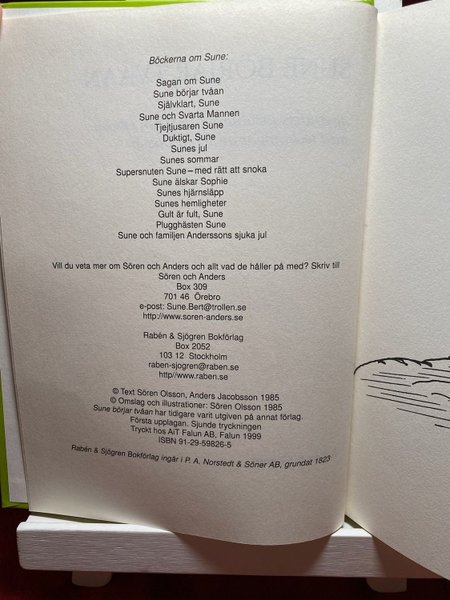 Böckerna om Sune:
Sagan om Sune
Sune börjar tvåan
Självklart, Sune
Sune och Svarta Mannen
Tjejtjusaren Sune
Duktigt, Sune
Sunes jul
Sunes sommar
Supersnuten Sune – med rätt att snoka
Sune älskar Sophie
Sunes hjärnsläpp
Sunes hemligheter
Gult är fult, Sune
Plugghästen Sune
Sune och familjen Anderssons sjuka jul
Vill du veta mer om Sören och Anders och allt vad de håller på med? Skriv till
Sören och Anders
Box 309
701 46 Örebro
e-post: Sune.Bert@trollen.se
http//www.soren-anders.se
Rabén & Sjögren Bokförlag
Box 2052
103 12 Stockholm
raben-sjogren@raben.se
http//www.raben.se
© Text Sören Olsson, Anders Jacobsson 1985
© Omslag och illustrationer: Sören Olsson 1985
Sune börjar tvåan har tidigare varit utgiven på annat förlag.
Första upplagan. Sjunde tryckningen
Tryckt hos AiT Falun AB, Falun 1999
ISBN 91-29-59826-5
Rabén & Sjögren Bokförlag ingår i P. A. Norstedt & Söner AB, grundat 1823